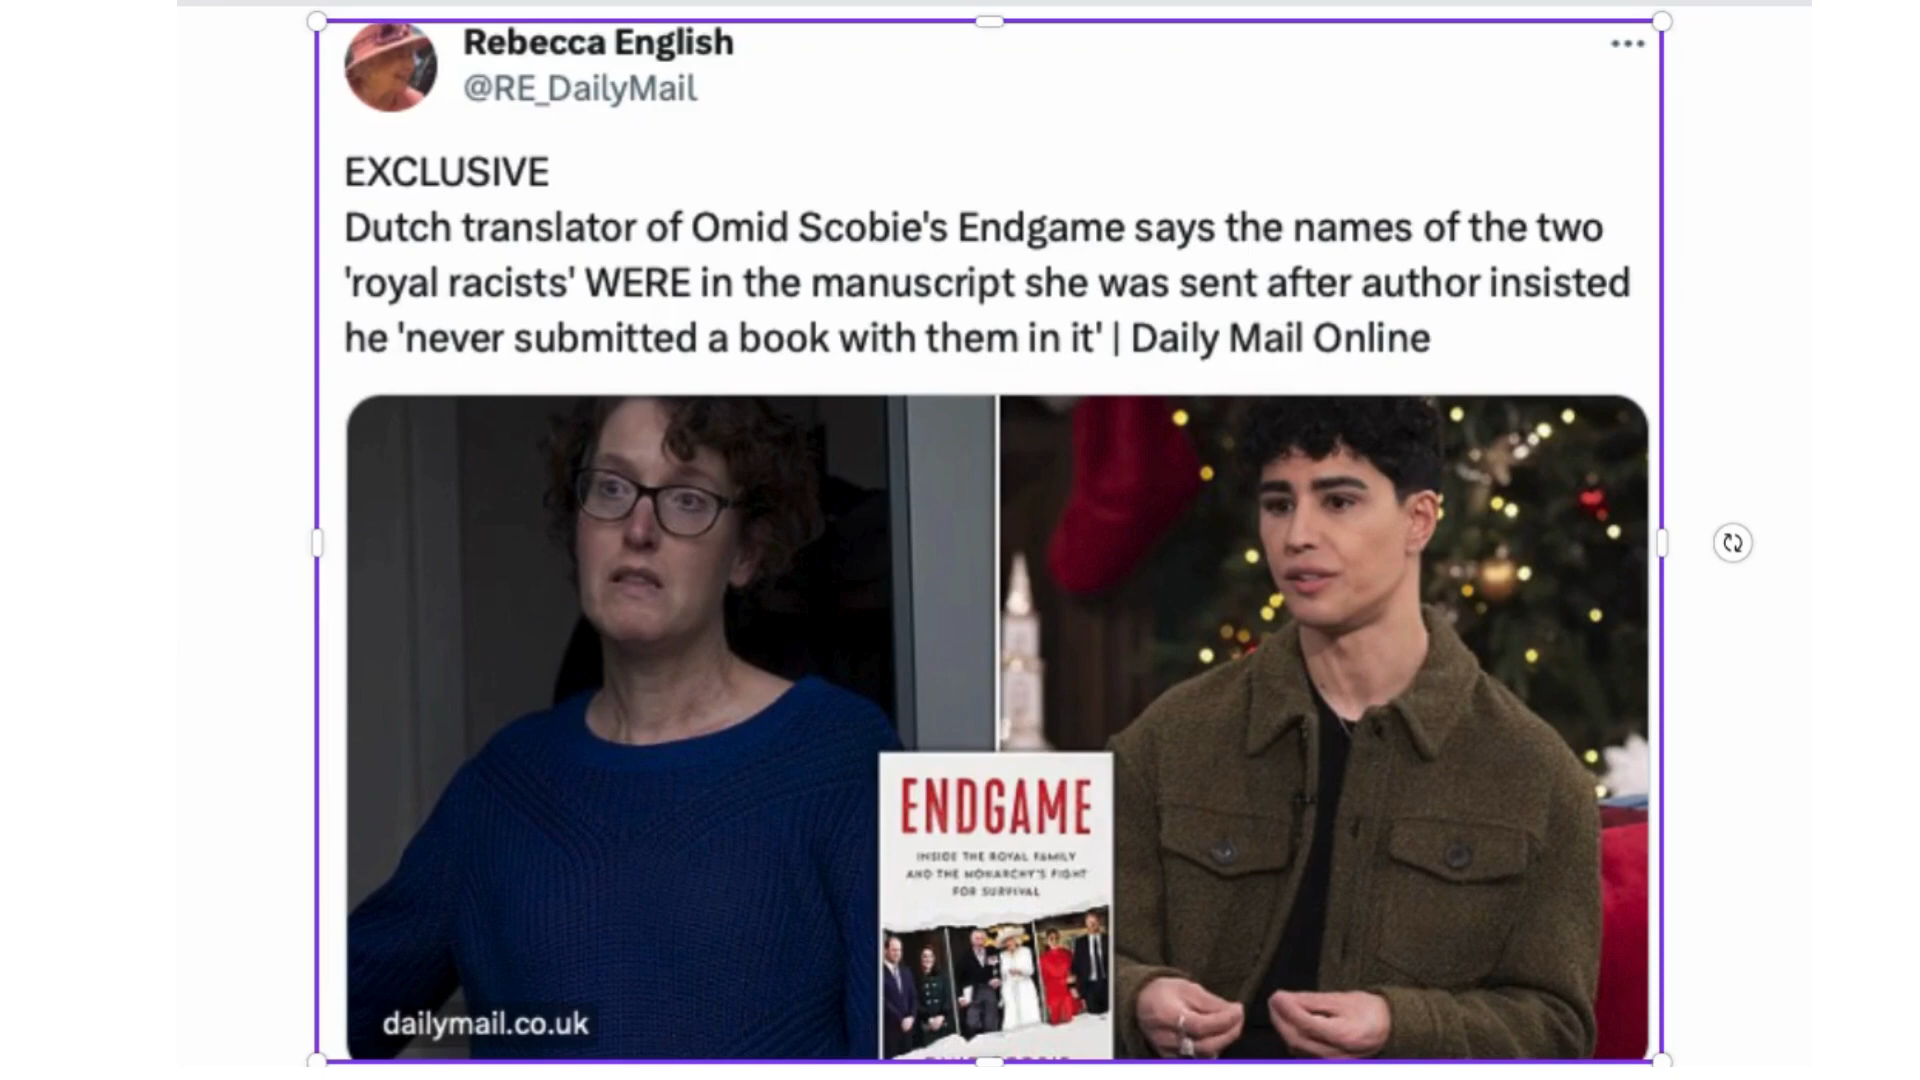 Rebecca English
@RE_DailyMail
EXCLUSIVE
Dutch translator of Omid Scobie's Endgame says the names of the two
'royal racists' WERE in the manuscript she was sent after author insisted
he 'never submitted a book with them in it' | Daily Mail Online
ENDGAME
INSIDE THE ROYAL FAMILY
AND THE MONARCHY'S FIGHT
FOR SURVIVAL
dailymail.co.uk